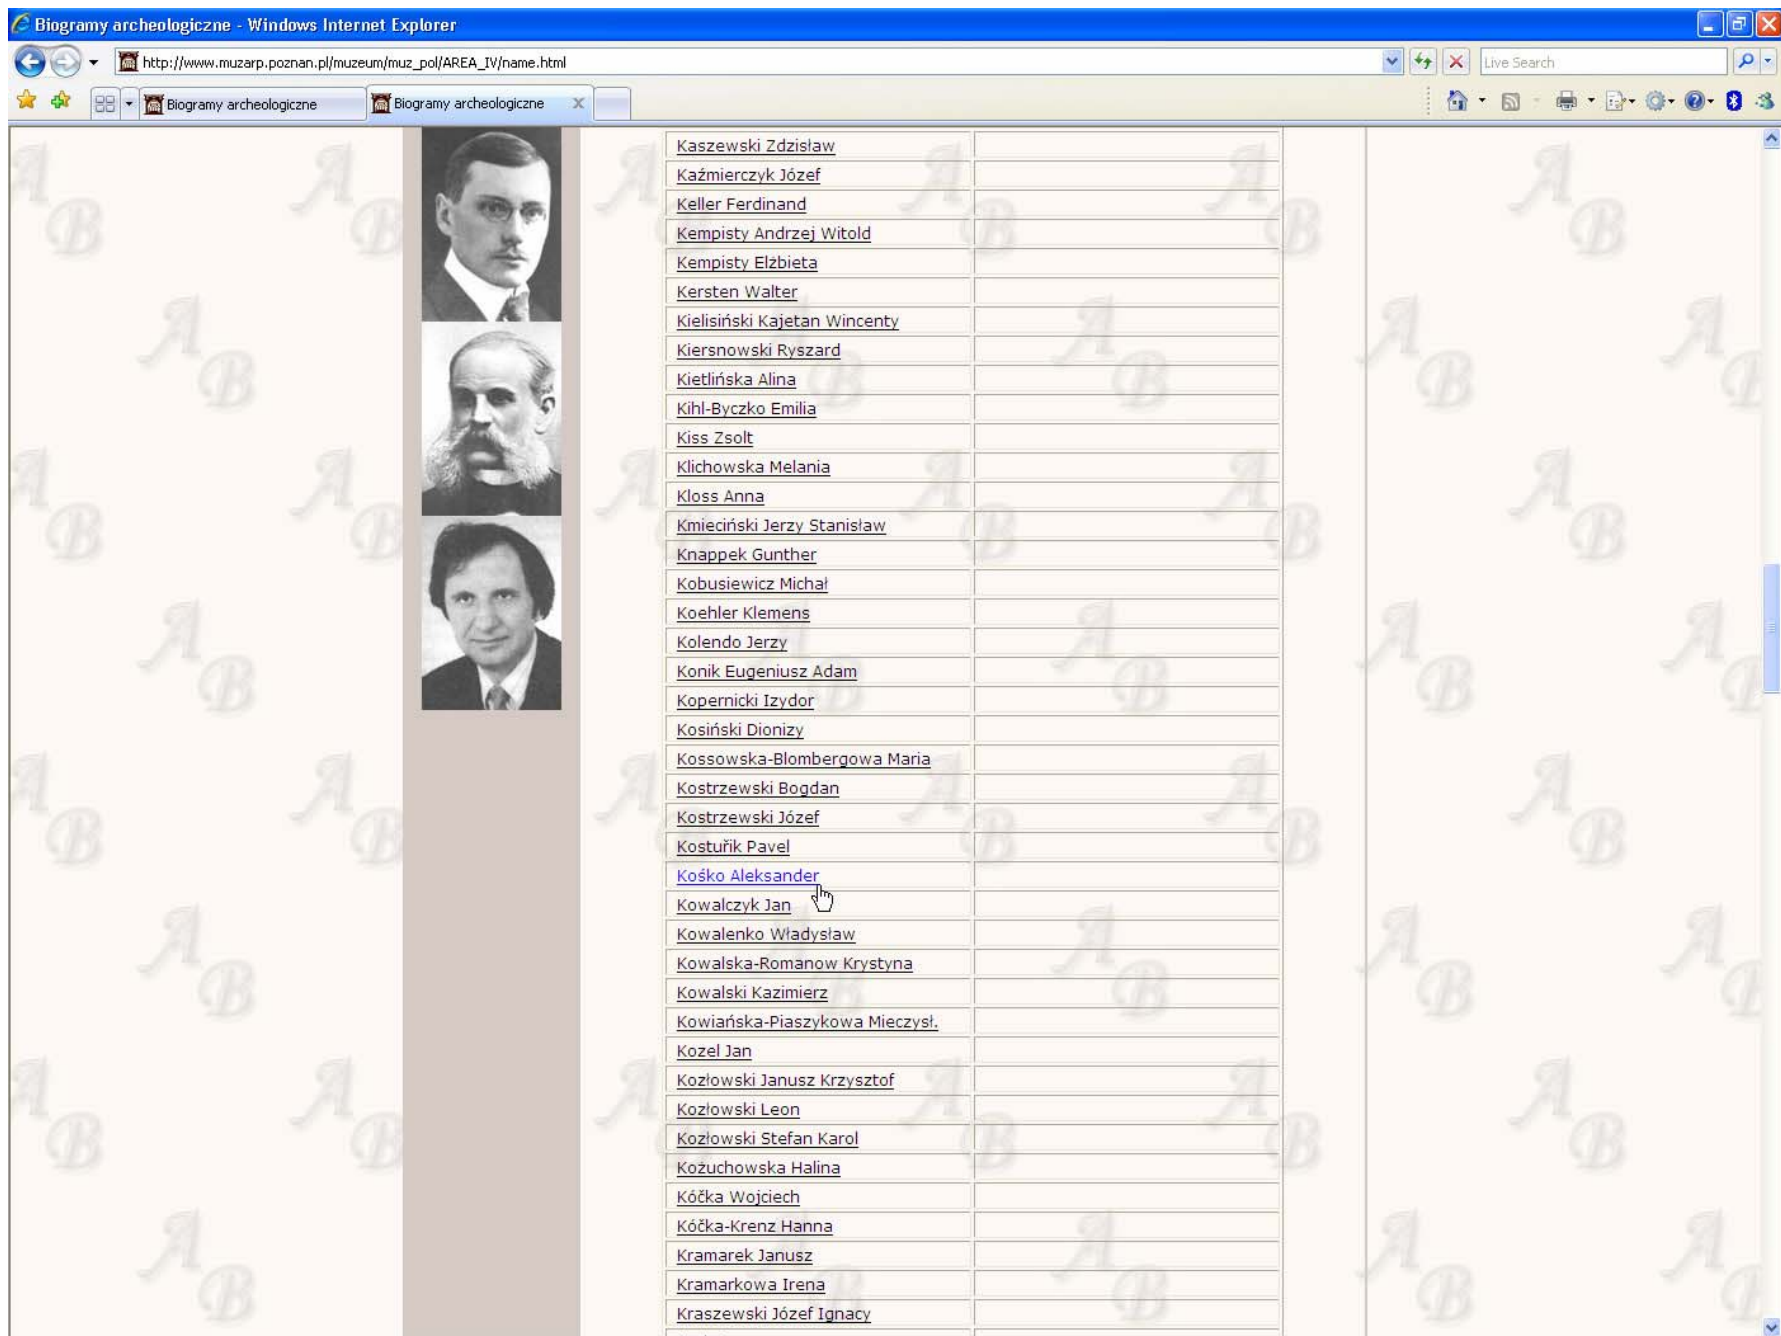 Biogramy archeologiczne - Windows Internet Explorer
http://www.muzarp.poznan.pl/muzeum/muz_pol/AREA_IV/name.html
Live Search
Biogramy archeologiczne
Biogramy archeologiczne
Kaszewski Zdzisław
Kaźmierczyk Józef
Keller Ferdinand
Kempisty Andrzej Witold
Kempisty Elżbieta
Kersten Walter
Kielisiński Kajetan Wincenty
Kiersnowski Ryszard
Kietlińska Alina
Kihl-Byczko Emilia
Kiss Zsolt
Klichowska Melania
Kloss Anna
Kmieciński Jerzy Stanisław
Knappek Gunther
Kobusiewicz Michał
Koehler Klemens
Kolendo Jerzy
Konik Eugeniusz Adam
Kopernicki Izydor
Kosiński Dionizy
Kossowska-Blombergowa Maria
Kostrzewski Bogdan
Kostrzewski Józef
Kostuřik Pavel
Kośko Aleksander
Kowalczyk Jan
Kowalenko Władysław
Kowalska-Romanow Krystyna
Kowalski Kazimierz
Kowiańska-Piaszykowa Mieczysł.
Kozel Jan
Kozłowski Janusz Krzysztof
Kozłowski Leon
Kozłowski Stefan Karol
Kożuchowska Halina
Kóčka Wojciech
Kóčka-Krenz Hanna
Kramarek Janusz
Kramarkowa Irena
Kraszewski Józef Ignacy